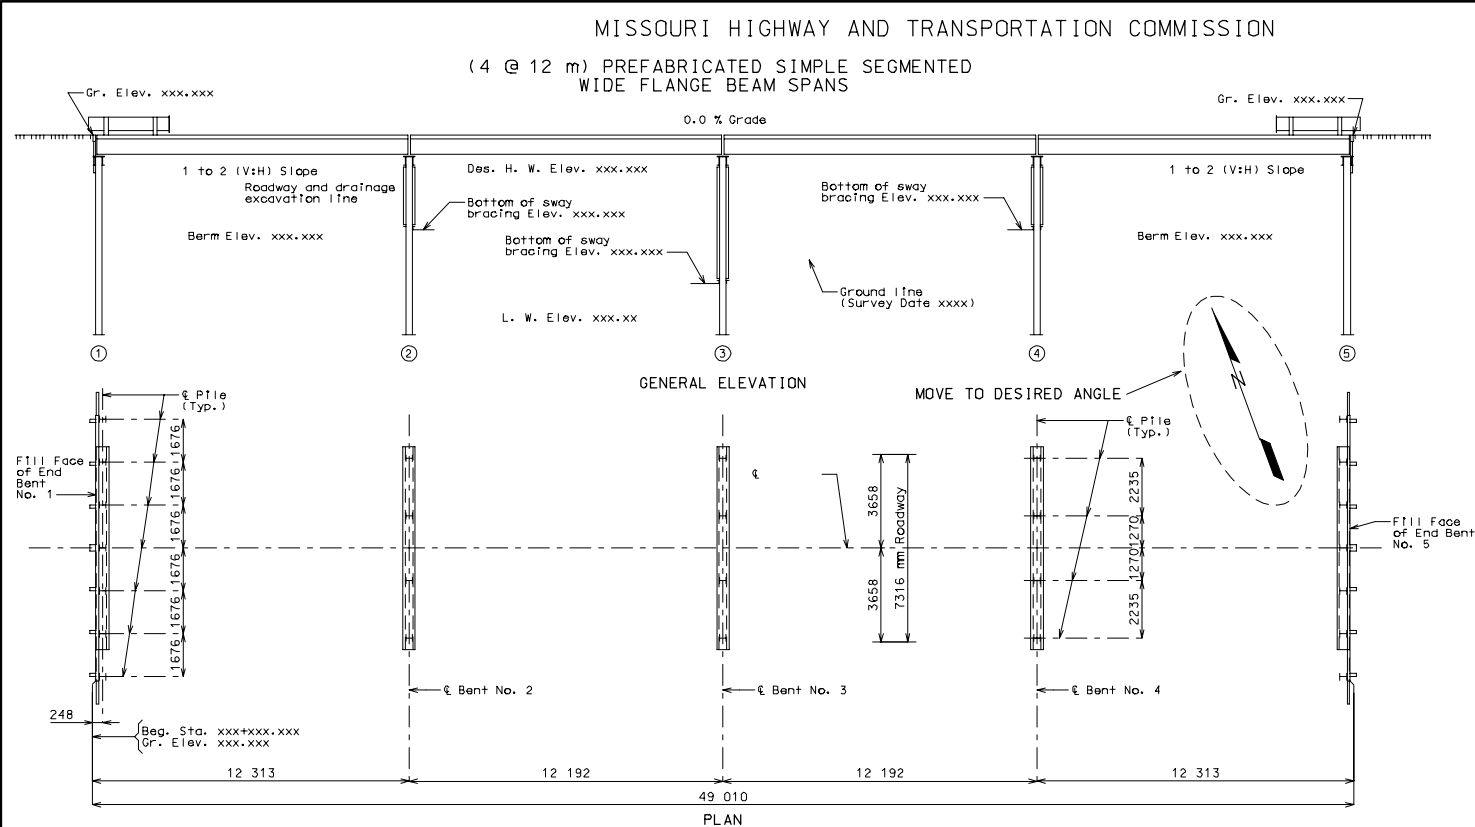 MISSOURI HIGHWAY AND TRANSPORTATION COMMISSION
(4 @ 12 m) PREFABRICATED SIMPLE SEGMENTED
WIDE FLANGE BEAM SPANS
Gr. Elev. xxx.xxx
Gr. Elev. xxx.xxx
0.0 % Grade
1 to 2 (V:H) Slope
Roadway and drainage
excavation line
Des. H. W. Elev. xxx.xxx
1 to 2 (V:H) Slope
Bottom of sway
bracing Elev. xxx.xxx
Bottom of sway
bracing Elev. xxx.xxx
Berm Elev. xxx.xxx
Bottom of sway
bracing Elev. xxx.xxx
Berm Elev. xxx.xxx
Ground line
(Survey Date xxxx)
L. W. Elev. xxx.xx
1
2
3
4
5
GENERAL ELEVATION
MOVE TO DESIRED ANGLE
N
℄ Pile
(Typ.)
℄ Pile
(Typ.)
Fill Face
of End
Bent
No. 1
1676
1676
1676
1676
1676
1676
℄
3658
3658
7316 mm Roadway
2235
1270
1270
2235
Fill Face
of End Bent
No. 5
℄ Bent No. 2
℄ Bent No. 3
℄ Bent No. 4
248
Beg. Sta. xxx+xxx.xxx
Gr. Elev. xxx.xxx
12 313
12 192
12 192
12 313
49 010
PLAN